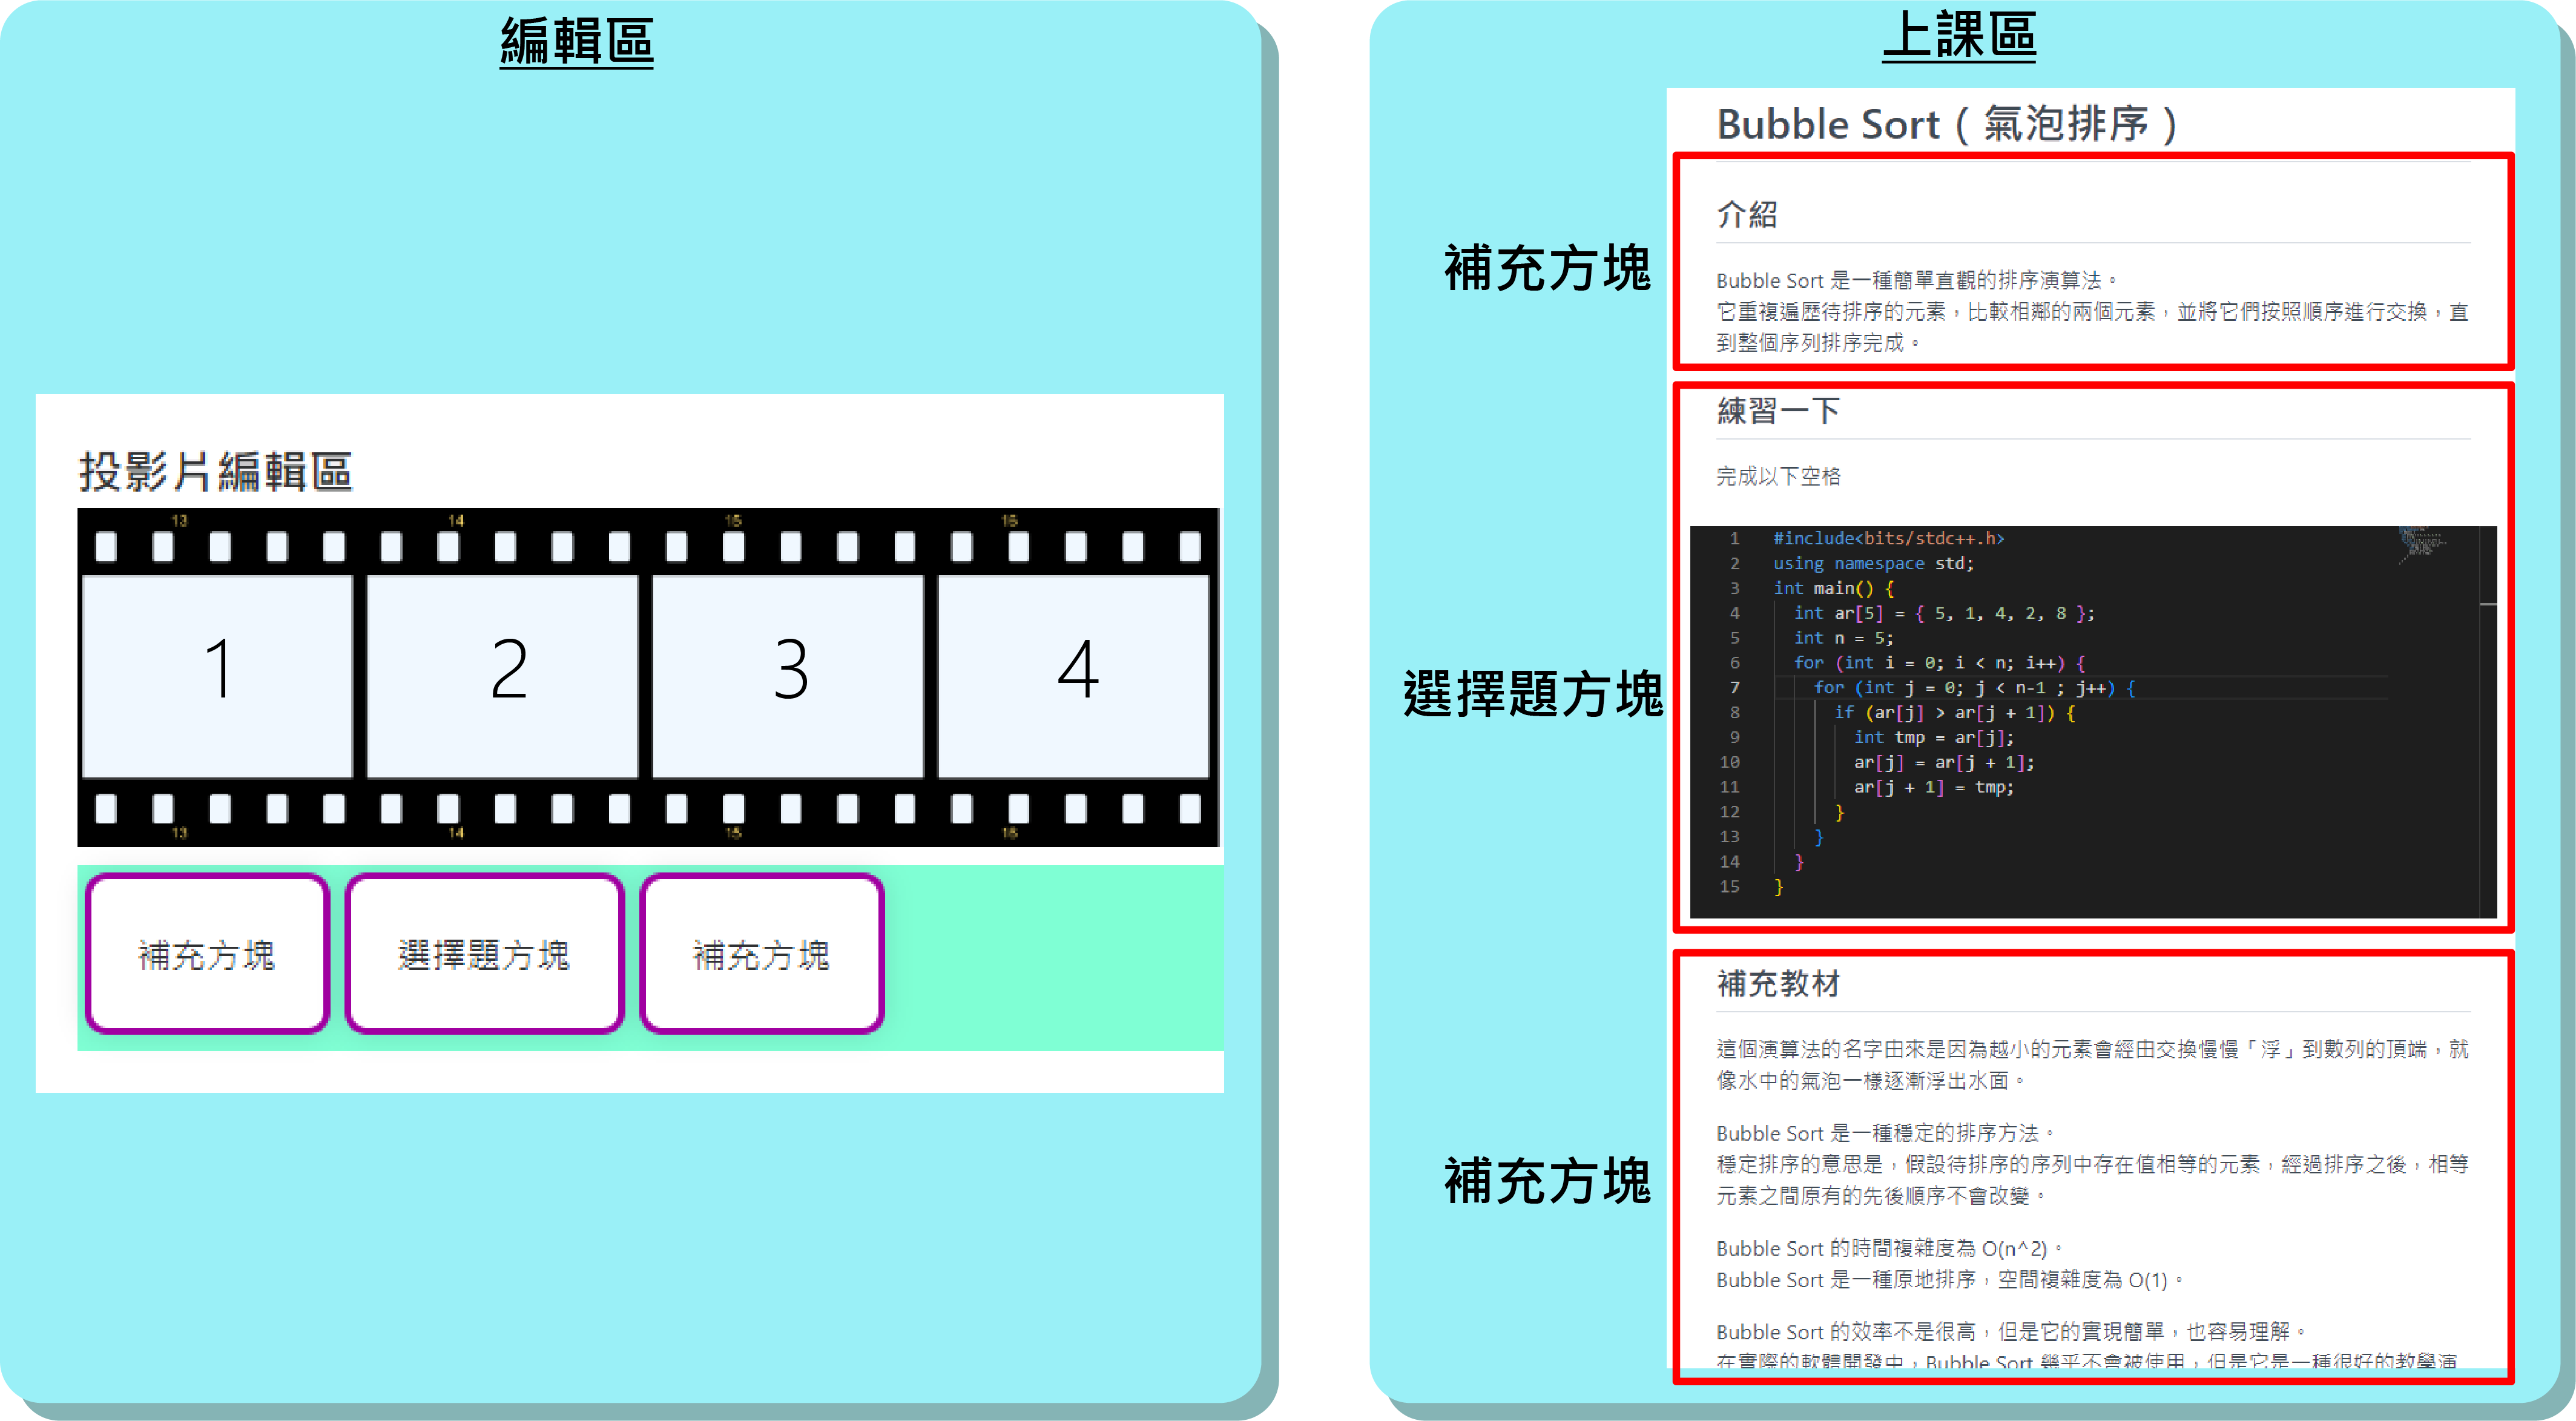 編輯區
投影片編輯區
13 14 15 16
1 2 3 4
13 14 15 16
補充方塊 選擇題方塊 補充方塊
上課區
Bubble Sort（氣泡排序）
補充方塊
介紹
Bubble Sort 是一種簡單直觀的排序演算法。
它重複遍歷待排序的元素，比較相鄰的兩個元素，並將它們按照順序進行交換，直
到整個序列排序完成。
選擇題方塊
練習一下
完成以下空格
1 #include<bits/stdc++.h>
2 using namespace std;
3 int main() {
4 int ar[5] = { 5, 1, 4, 2, 8 };
5 int n = 5;
6 for (int i = 0; i < n; i++) {
7 for (int j = 0; j < n-1 ; j++) {
8 if (ar[j] > ar[j + 1]) {
9 int tmp = ar[j];
10 ar[j] = ar[j + 1];
11 ar[j + 1] = tmp;
12 }
13 }
14 }
15 }
補充方塊
補充教材
這個演算法的名字由來是因為越小的元素會經由交換慢慢「浮」到數列的頂端，就
像水中的氣泡一樣逐漸浮出水面。
Bubble Sort 是一種穩定的排序方法。
穩定排序的意思是，假設待排序的序列中存在值相等的元素，經過排序之後，相等
元素之間原有的先後順序不會改變。
Bubble Sort 的時間複雜度為 O(n^2)。
Bubble Sort 是一種原地排序，空間複雜度為 O(1)。
Bubble Sort 的效率不是很高，但是它的實現簡單，也容易理解。
在實際的軟體開發中，Bubble Sort 幾乎不會被使用，但是它是一種很好的教學演